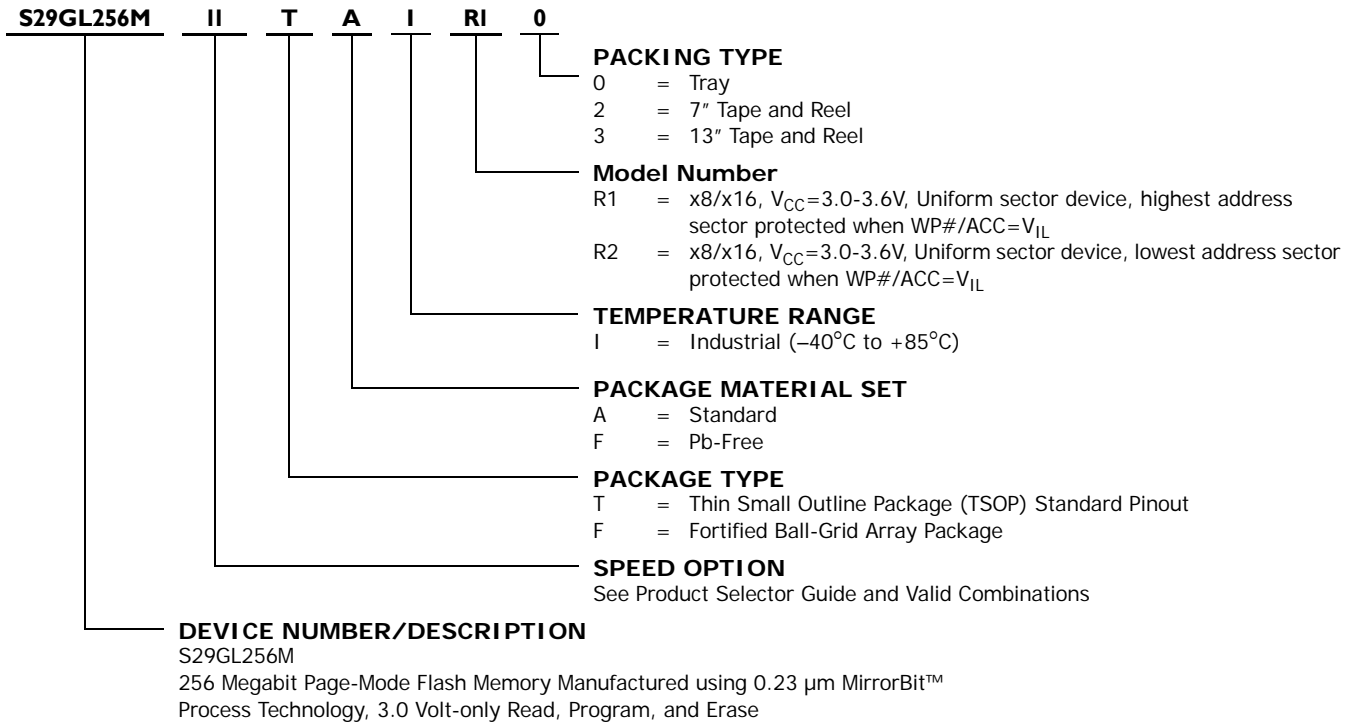 S29GL256M 11 T A I R1 0
PACKING TYPE
0 = Tray
2 = 7″ Tape and Reel
3 = 13″ Tape and Reel
Model Number
R1 = x8/x16, VCC=3.0-3.6V, Uniform sector device, highest address
sector protected when WP#/ACC=VIL
R2 = x8/x16, VCC=3.0-3.6V, Uniform sector device, lowest address sector
protected when WP#/ACC=VIL
TEMPERATURE RANGE
I = Industrial (–40°C to +85°C)
PACKAGE MATERIAL SET
A = Standard
F = Pb-Free
PACKAGE TYPE
T = Thin Small Outline Package (TSOP) Standard Pinout
F = Fortified Ball-Grid Array Package
SPEED OPTION
See Product Selector Guide and Valid Combinations
DEVICE NUMBER/DESCRIPTION
S29GL256M
256 Megabit Page-Mode Flash Memory Manufactured using 0.23 µm MirrorBit™
Process Technology, 3.0 Volt-only Read, Program, and Erase